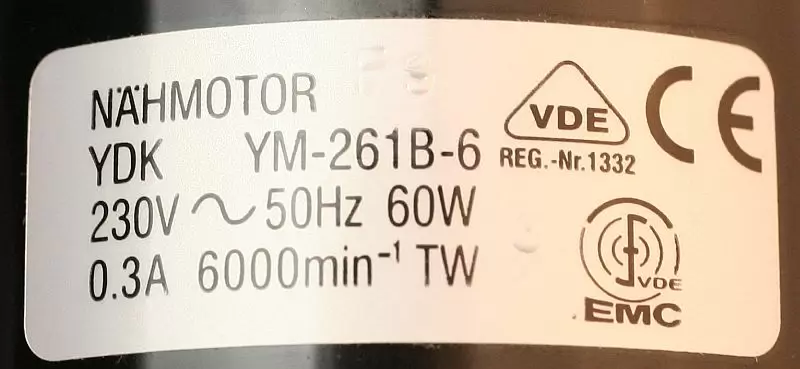 NÄHMOTOR
YDK YM-261B-6
230V ~ 50Hz 60W
0.3A 6000min⁻¹ TW
VDE
REG.-Nr.1332
CE
VDE
EMC